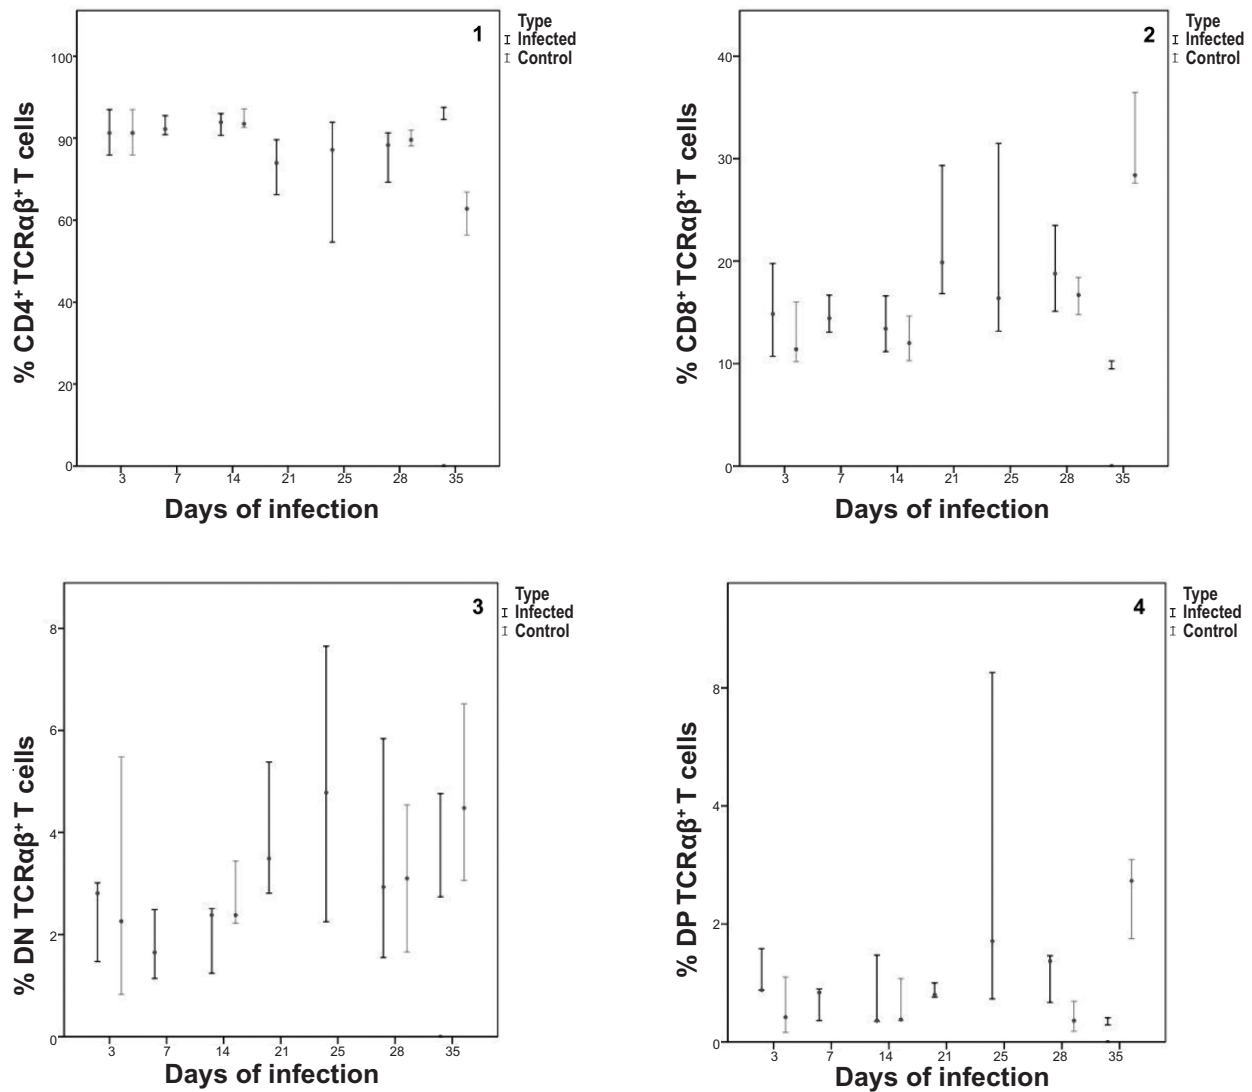 1
Type
Infected
Control
% CD4+ TCRαβ+ T cells
100
90
60
40
20
0
3 7 14 21 25 28 35
Days of infection
2
Type
Infected
Control
% CD8+ TCRαβ+ T cells
40
30
20
10
0
3 7 14 21 25 28 35
Days of infection
3
Type
Infected
Control
% DN TCRαβ+ T cells
8
6
4
2
0
3 7 14 21 25 28 35
Days of infection
4
Type
Infected
Control
% DP TCRαβ+ T cells
8
4
2
0
3 7 14 21 25 28 35
Days of infection